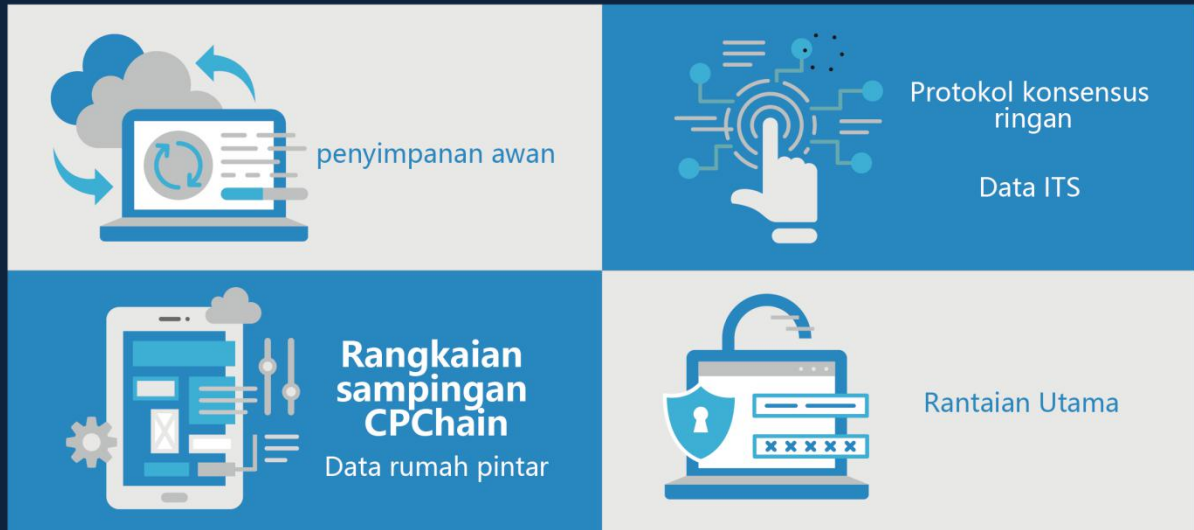 penyimpanan awan
Protokol konsensus
ringan
Data ITS
Rangkaian
sampingan
CPChain
Data rumah pintar
Rantaian Utama